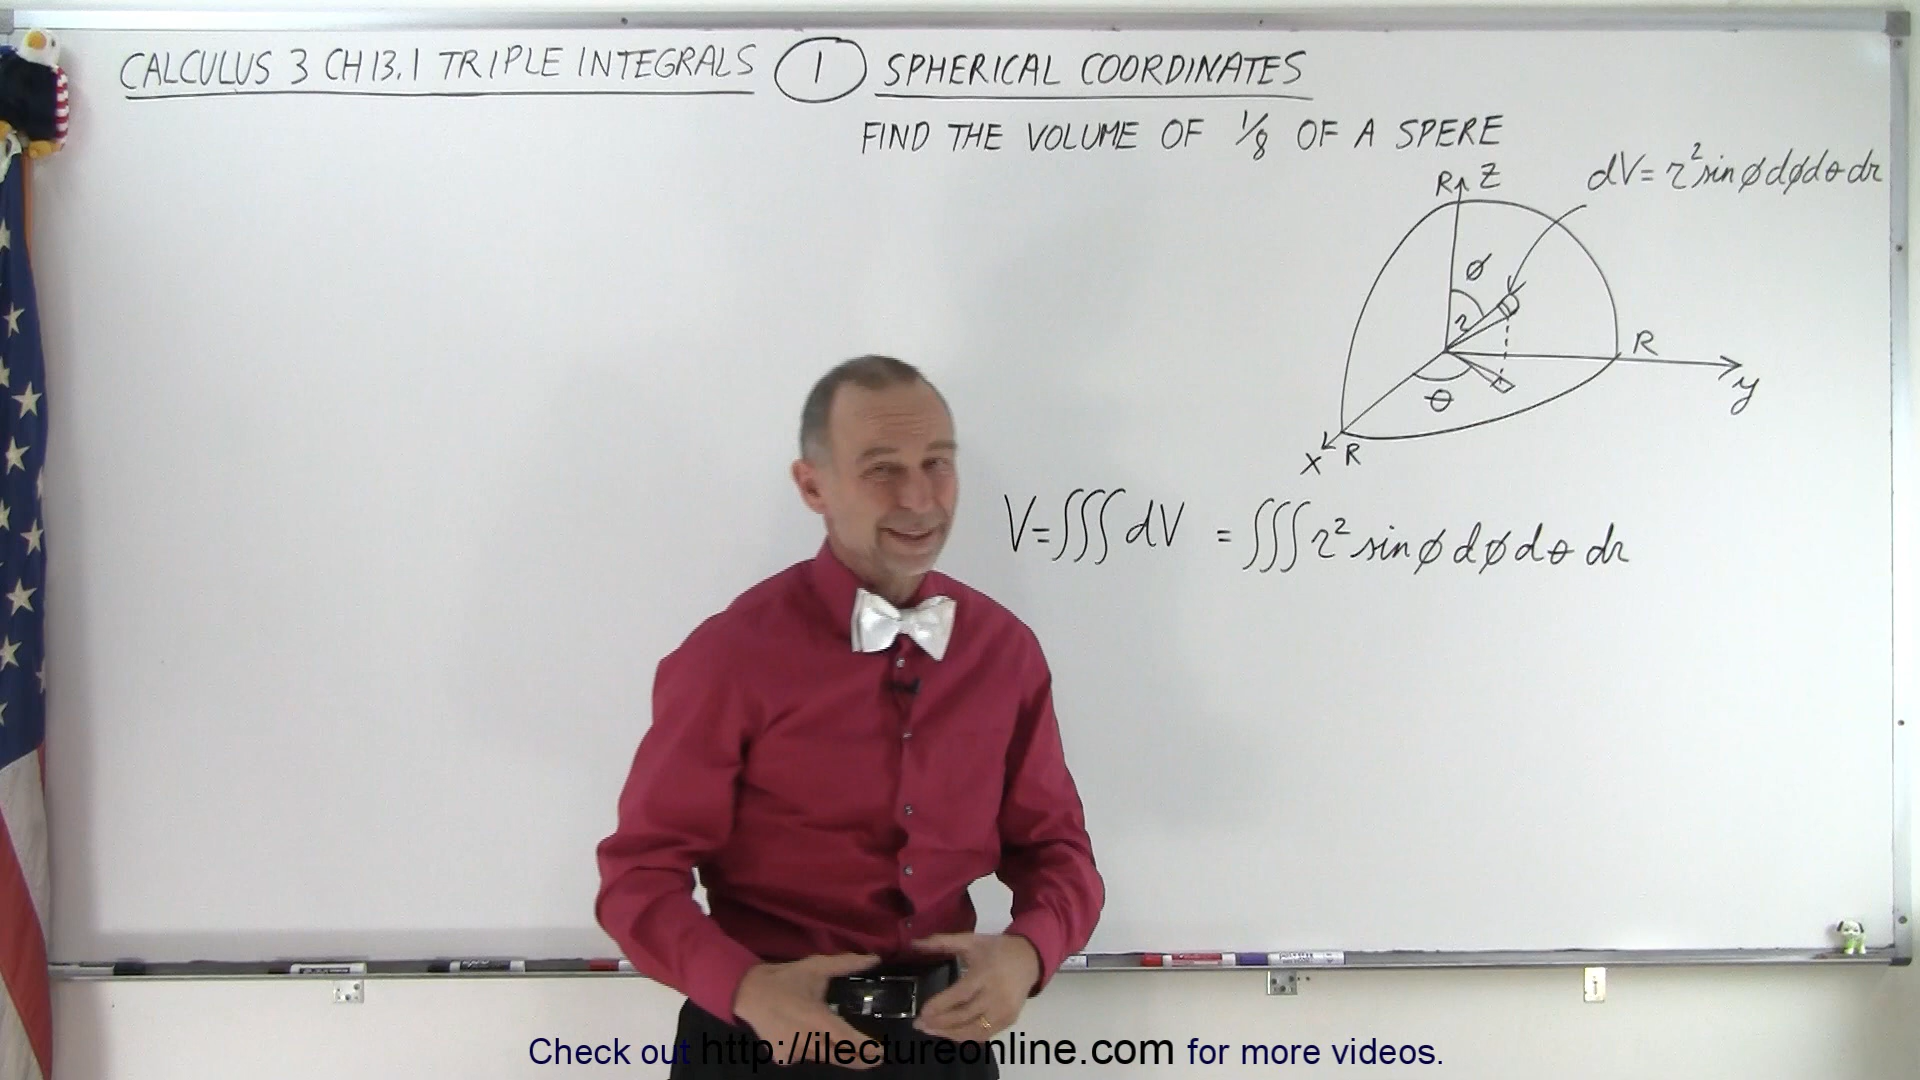 CALCULUS 3 CH 13.1 TRIPLE INTEGRALS ① SPHERICAL COORDINATES
FIND THE VOLUME OF 1/8 OF A SPERE
dV = r² sin φ dφ dθ dr
R Z
φ
r
R
y
θ
X R
V = ∭ dV = ∭ r² sin φ dφ dθ dr
Check out http://ilectureonline.com for more videos.